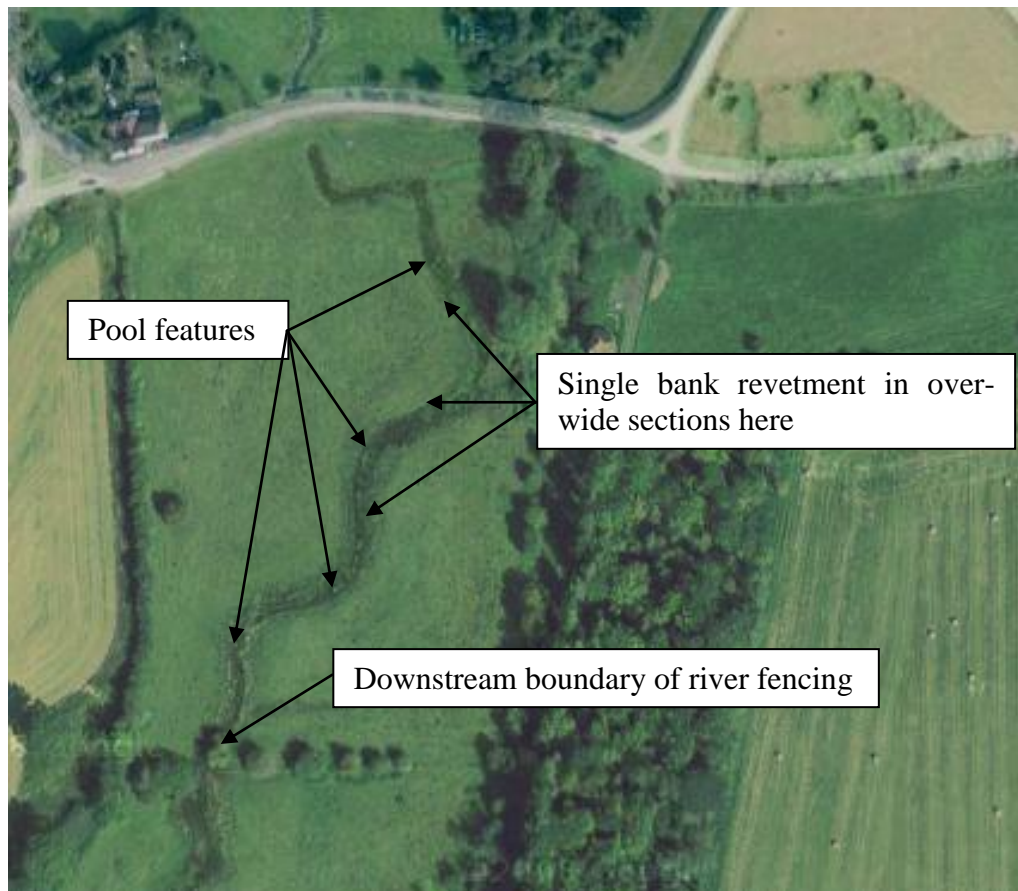 Pool features
Single bank revetment in over-
wide sections here
Downstream boundary of river fencing